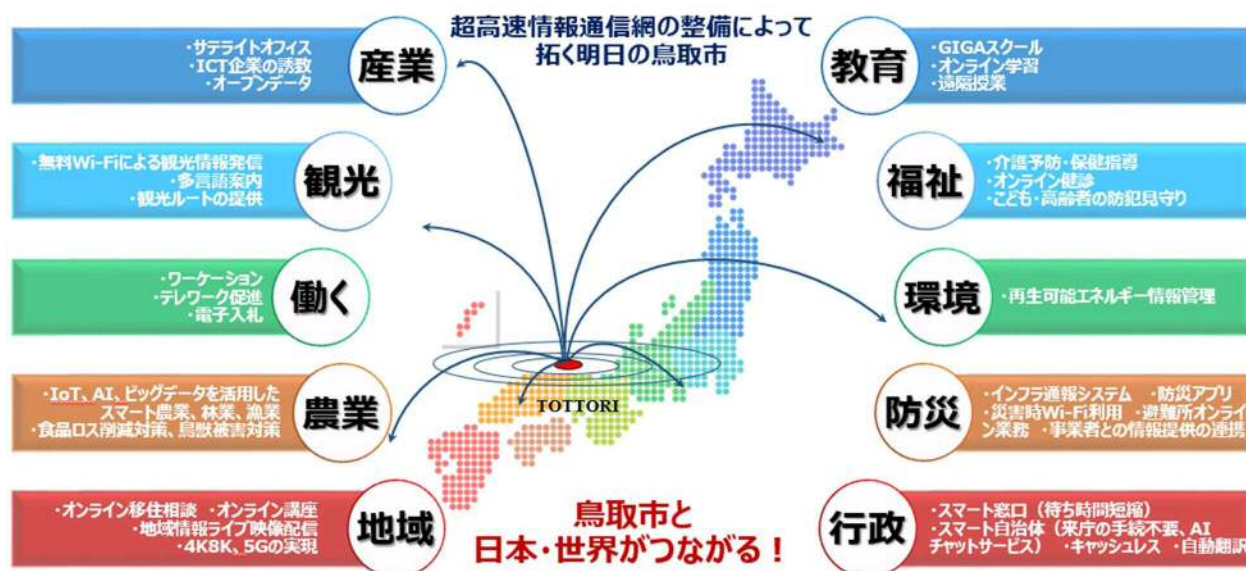 超高速情報通信網の整備によって
拓く明日の鳥取市
・サテライトオフィス
・ICT企業の誘致
・オープンデータ
産業
・無料Wi-Fiによる観光情報発信
・多言語案内
・観光ルートの提供
観光
・ワーケーション
・テレワーク促進
・電子入札
働く
・IoT、AI、ビッグデータを活用した
スマート農業、林業、漁業
・食品ロス削減対策、鳥獣被害対策
農業
・オンライン移住相談 ・オンライン講座
・地域情報ライブ映像配信
・4K8K、5Gの実現
地域
TOTTORI
鳥取市と
日本・世界がつながる！
教育
・GIGAスクール
・オンライン学習
・遠隔授業
福祉
・介護予防・保健指導
・オンライン健診
・こども・高齢者の防犯見守り
環境
・再生可能エネルギー情報管理
防災
・インフラ通報システム ・防災アプリ
・災害時Wi-Fi利用 ・避難所オンライ
ン業務 ・事業者との情報提供の連携
行政
・スマート窓口（待ち時間短縮）
・スマート自治体（来庁の手続不要、AI
チャットサービス） ・キャッシュレス ・自動翻訳